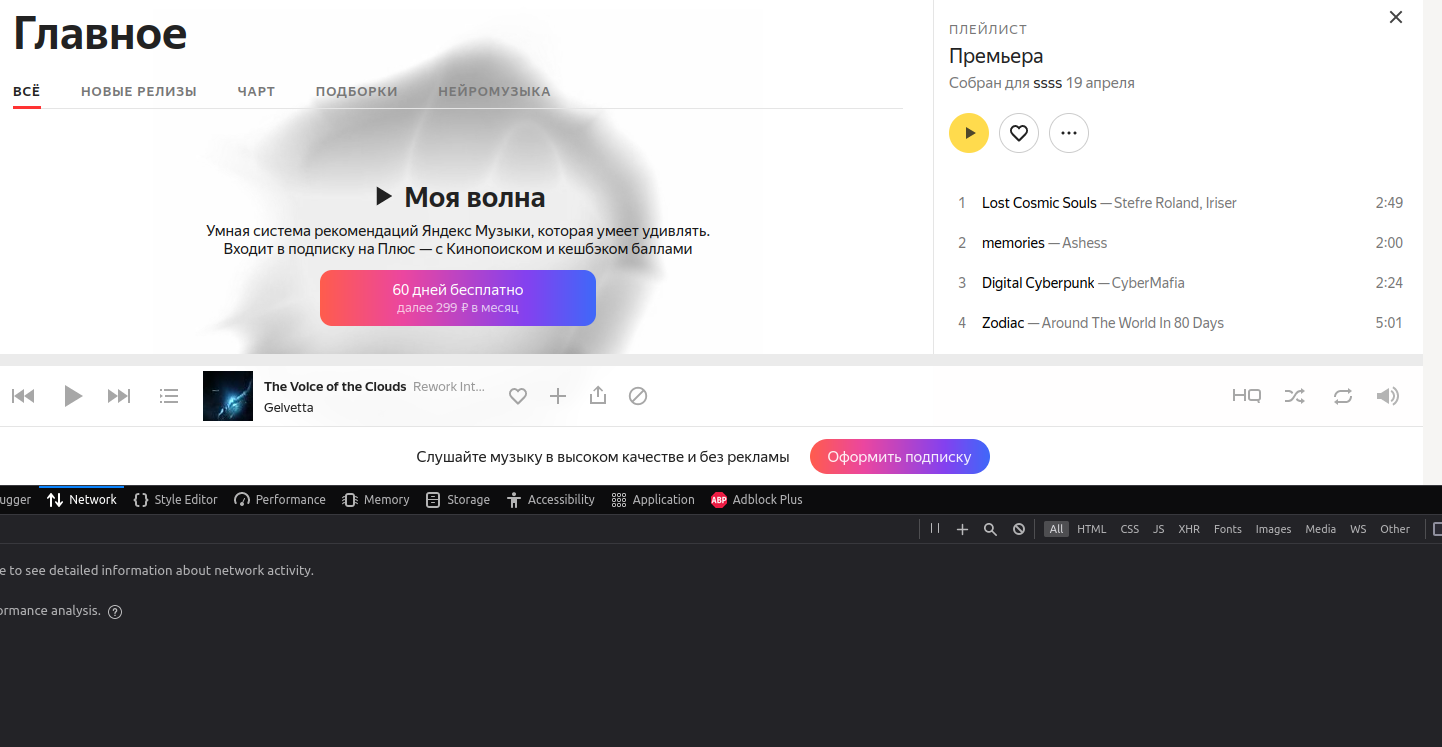 Главное
ВСЁ НОВЫЕ РЕЛИЗЫ ЧАРТ ПОДБОРКИ НЕЙРОМУЗЫКА
Моя волна
Умная система рекомендаций Яндекс Музыки, которая умеет удивлять.
Входит в подписку на Плюс — с Кинопоиском и кешбэком баллами
60 дней бесплатно
далее 299 ₽ в месяц
ПЛЕЙЛИСТ
Премьера
Собран для ssss 19 апреля
1 Lost Cosmic Souls — Stefre Roland, Iriser 2:49
2 memories — Ashess 2:00
3 Digital Cyberpunk — CyberMafia 2:24
4 Zodiac — Around The World In 80 Days 5:01
The Voice of the Clouds Rework Int...
Gelvetta
HQ
Слушайте музыку в высоком качестве и без рекламы Оформить подписку
ugger Network Style Editor Performance Memory Storage Accessibility Application ABP Adblock Plus
All HTML CSS JS XHR Fonts Images Media WS Other
e to see detailed information about network activity.
ormance analysis. ?